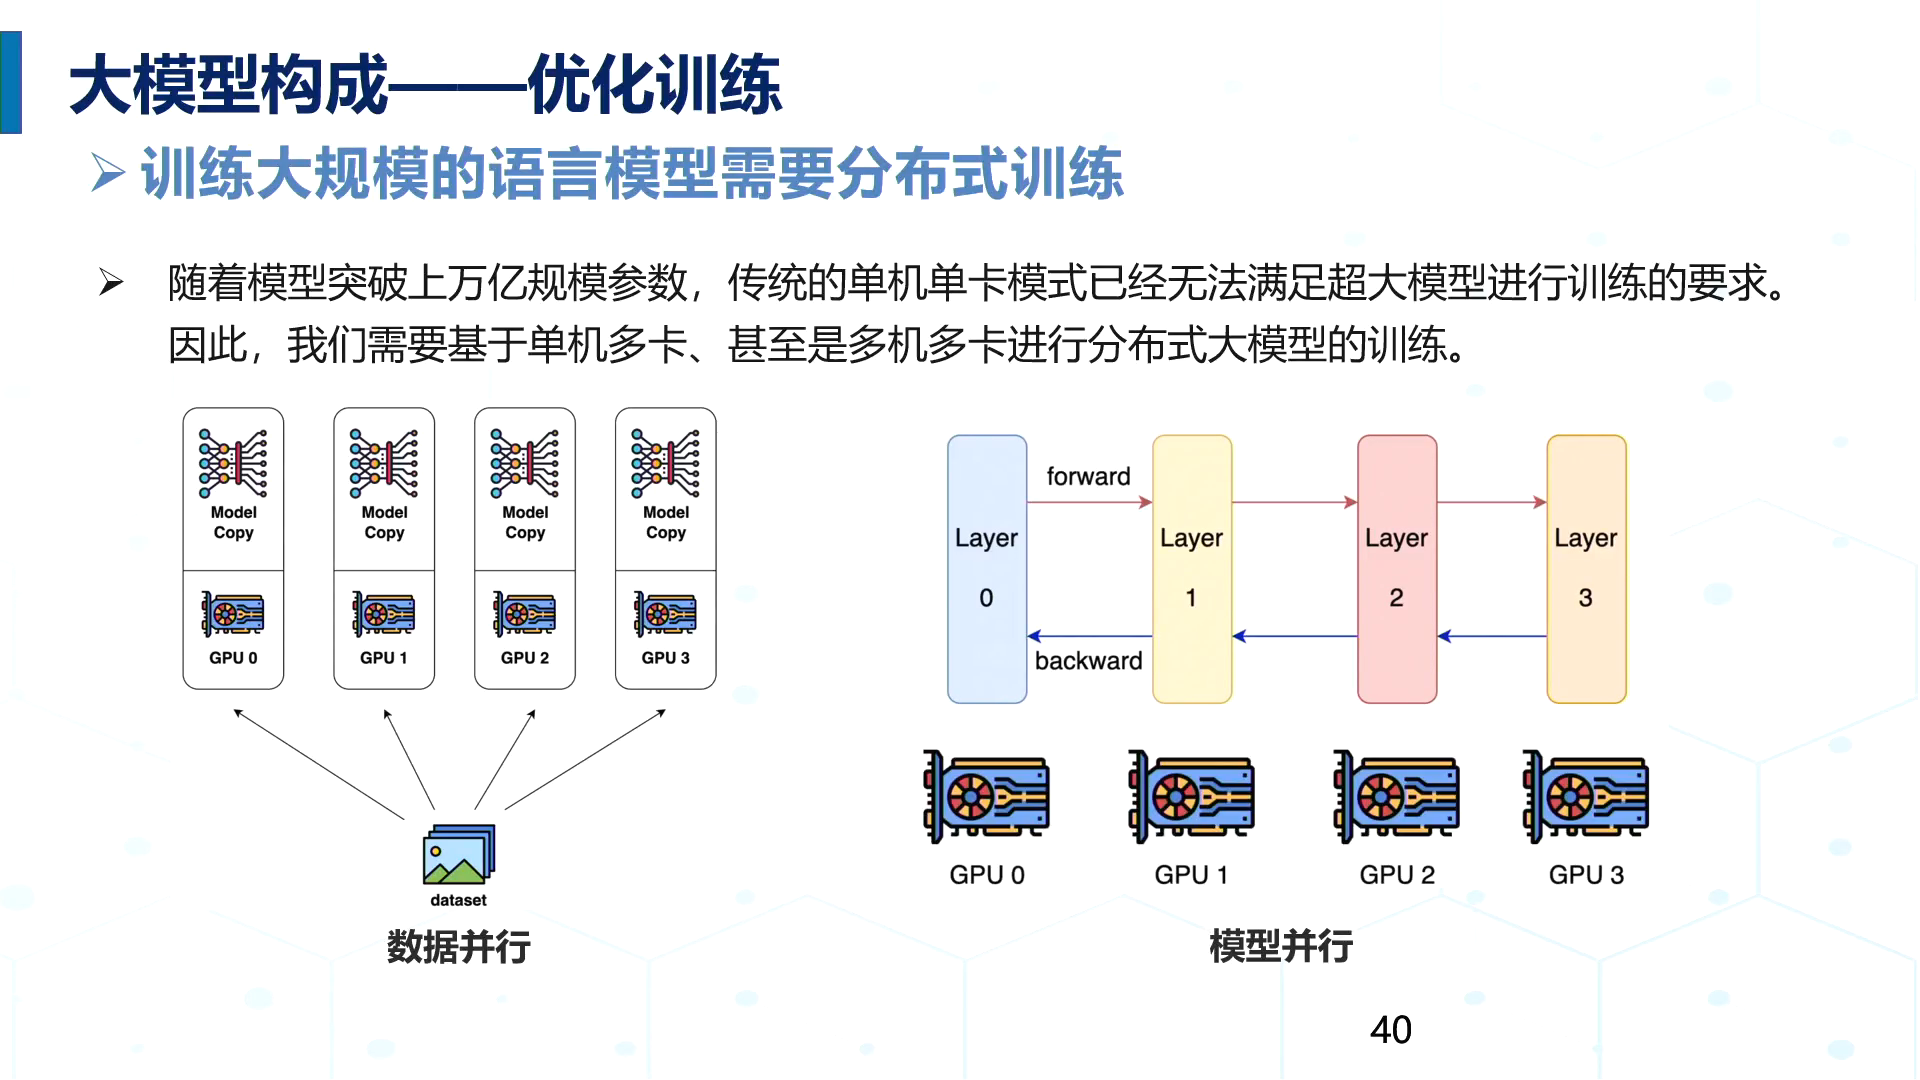 大模型构成——优化训练
训练大规模的语言模型需要分布式训练
随着模型突破上万亿规模参数，传统的单机单卡模式已经无法满足超大模型进行训练的要求。
因此，我们需要基于单机多卡、甚至是多机多卡进行分布式大模型的训练。
Model
Copy
GPU 0
Model
Copy
GPU 1
Model
Copy
GPU 2
Model
Copy
GPU 3
dataset
数据并行
forward
backward
Layer
0
Layer
1
Layer
2
Layer
3
GPU 0
GPU 1
GPU 2
GPU 3
模型并行
40